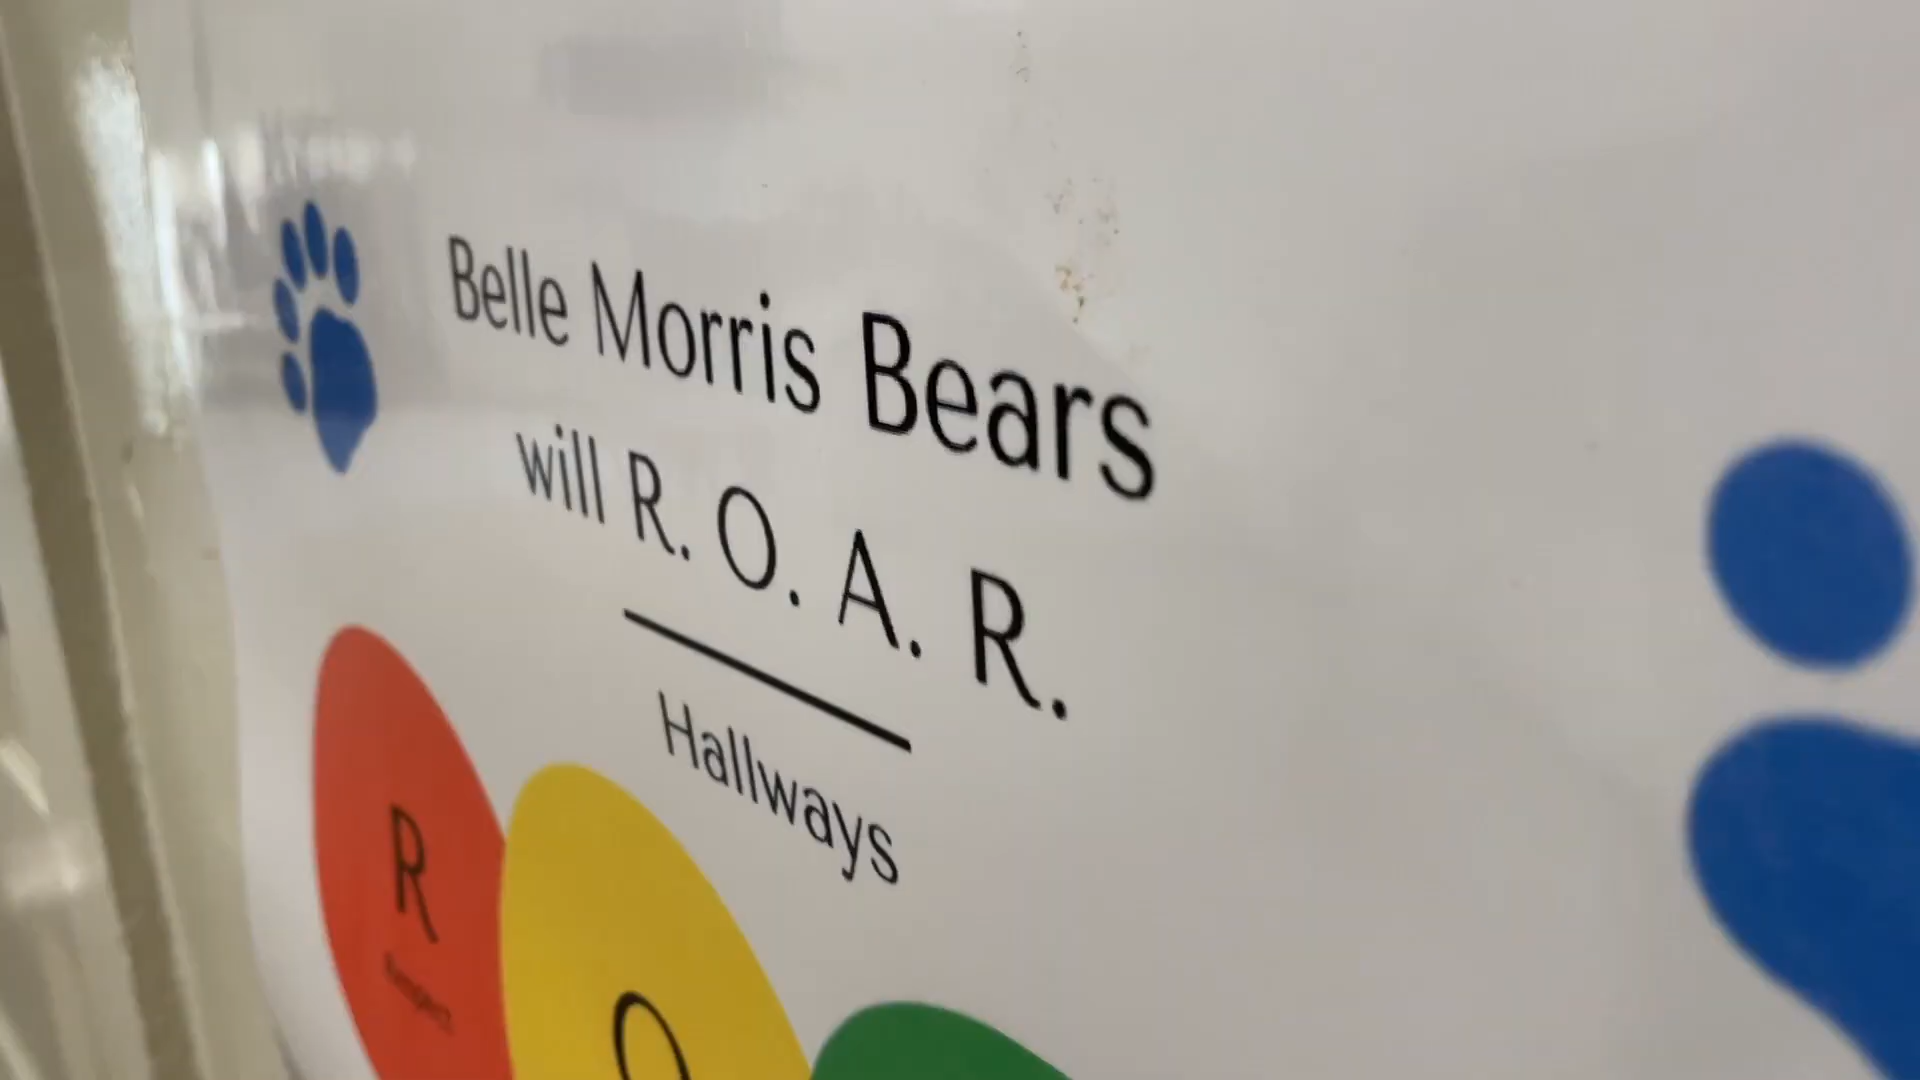 Belle Morris Bears
will R. O. A. R.
Hallways
R
O